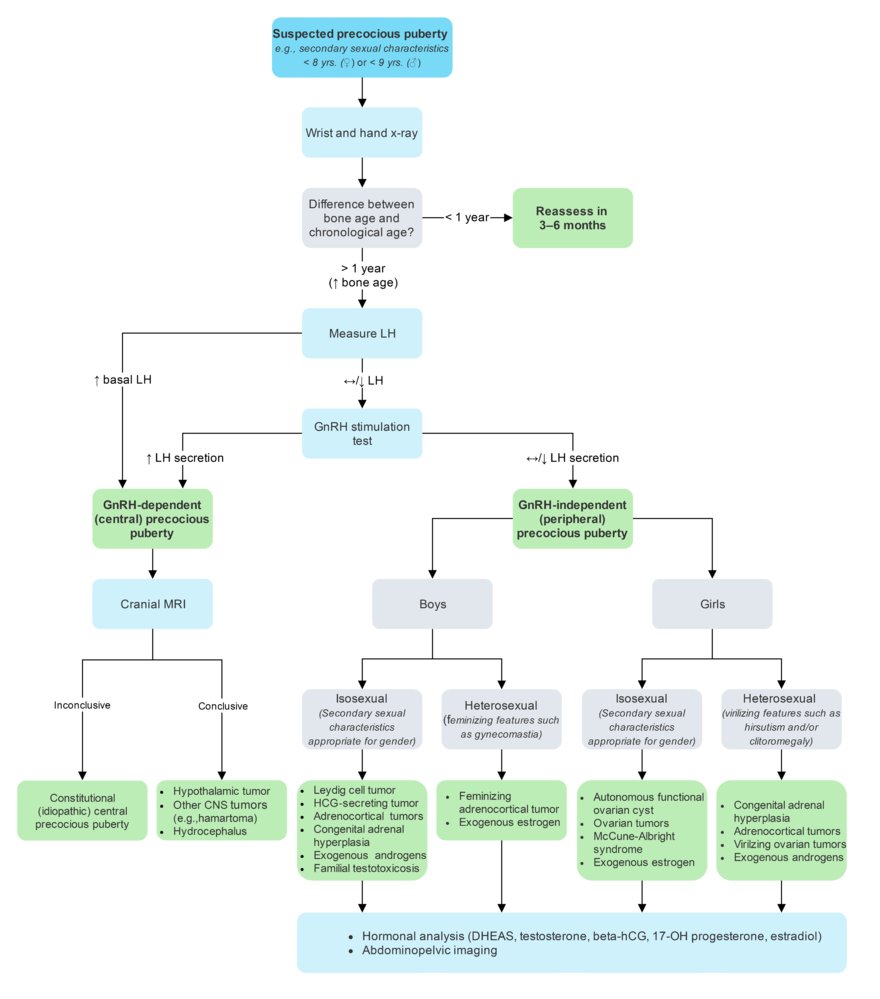 Suspected precocious puberty
e.g., secondary sexual characteristics
< 8 yrs. (♀) or < 9 yrs. (♂)
Wrist and hand x-ray
Difference between
bone age and
chronological age?
< 1 year
Reassess in
3–6 months
> 1 year
(↑ bone age)
Measure LH
↑ basal LH
↔/↓ LH
GnRH stimulation
test
↑ LH secretion
↔/↓ LH secretion
GnRH-dependent
(central) precocious
puberty
GnRH-independent
(peripheral)
precocious puberty
Cranial MRI
Boys
Girls
Inconclusive
Conclusive
Isosexual
(Secondary sexual
characteristics
appropriate for gender)
Heterosexual
(feminizing features such
as gynecomastia)
Isosexual
(Secondary sexual
characteristics
appropriate for gender)
Heterosexual
(virilizing features such as
hirsutism and/or
clitoromegaly)
Constitutional
(idiopathic) central
precocious puberty
• Hypothalamic tumor
• Other CNS tumors
(e.g.,hamartoma)
• Hydrocephalus
• Leydig cell tumor
• HCG-secreting tumor
• Adrenocortical tumors
• Congenital adrenal
hyperplasia
• Exogenous androgens
• Familial testotoxicosis
• Feminizing
adrenocortical tumor
• Exogenous estrogen
• Autonomous functional
ovarian cyst
• Ovarian tumors
• McCune-Albright
syndrome
• Exogenous estrogen
• Congenital adrenal
hyperplasia
• Adrenocortical tumors
• Virilzing ovarian tumors
• Exogenous androgens
• Hormonal analysis (DHEAS, testosterone, beta-hCG, 17-OH progesterone, estradiol)
• Abdominopelvic imaging